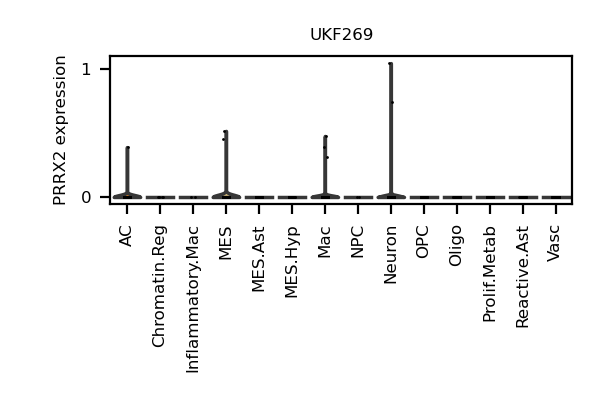 UKF269
PRRX2 expression
1
0
AC
Chromatin.Reg
Inflammatory.Mac
MES
MES.Ast
MES.Hyp
Mac
NPC
Neuron
OPC
Oligo
Prolif.Metab
Reactive.Ast
Vasc